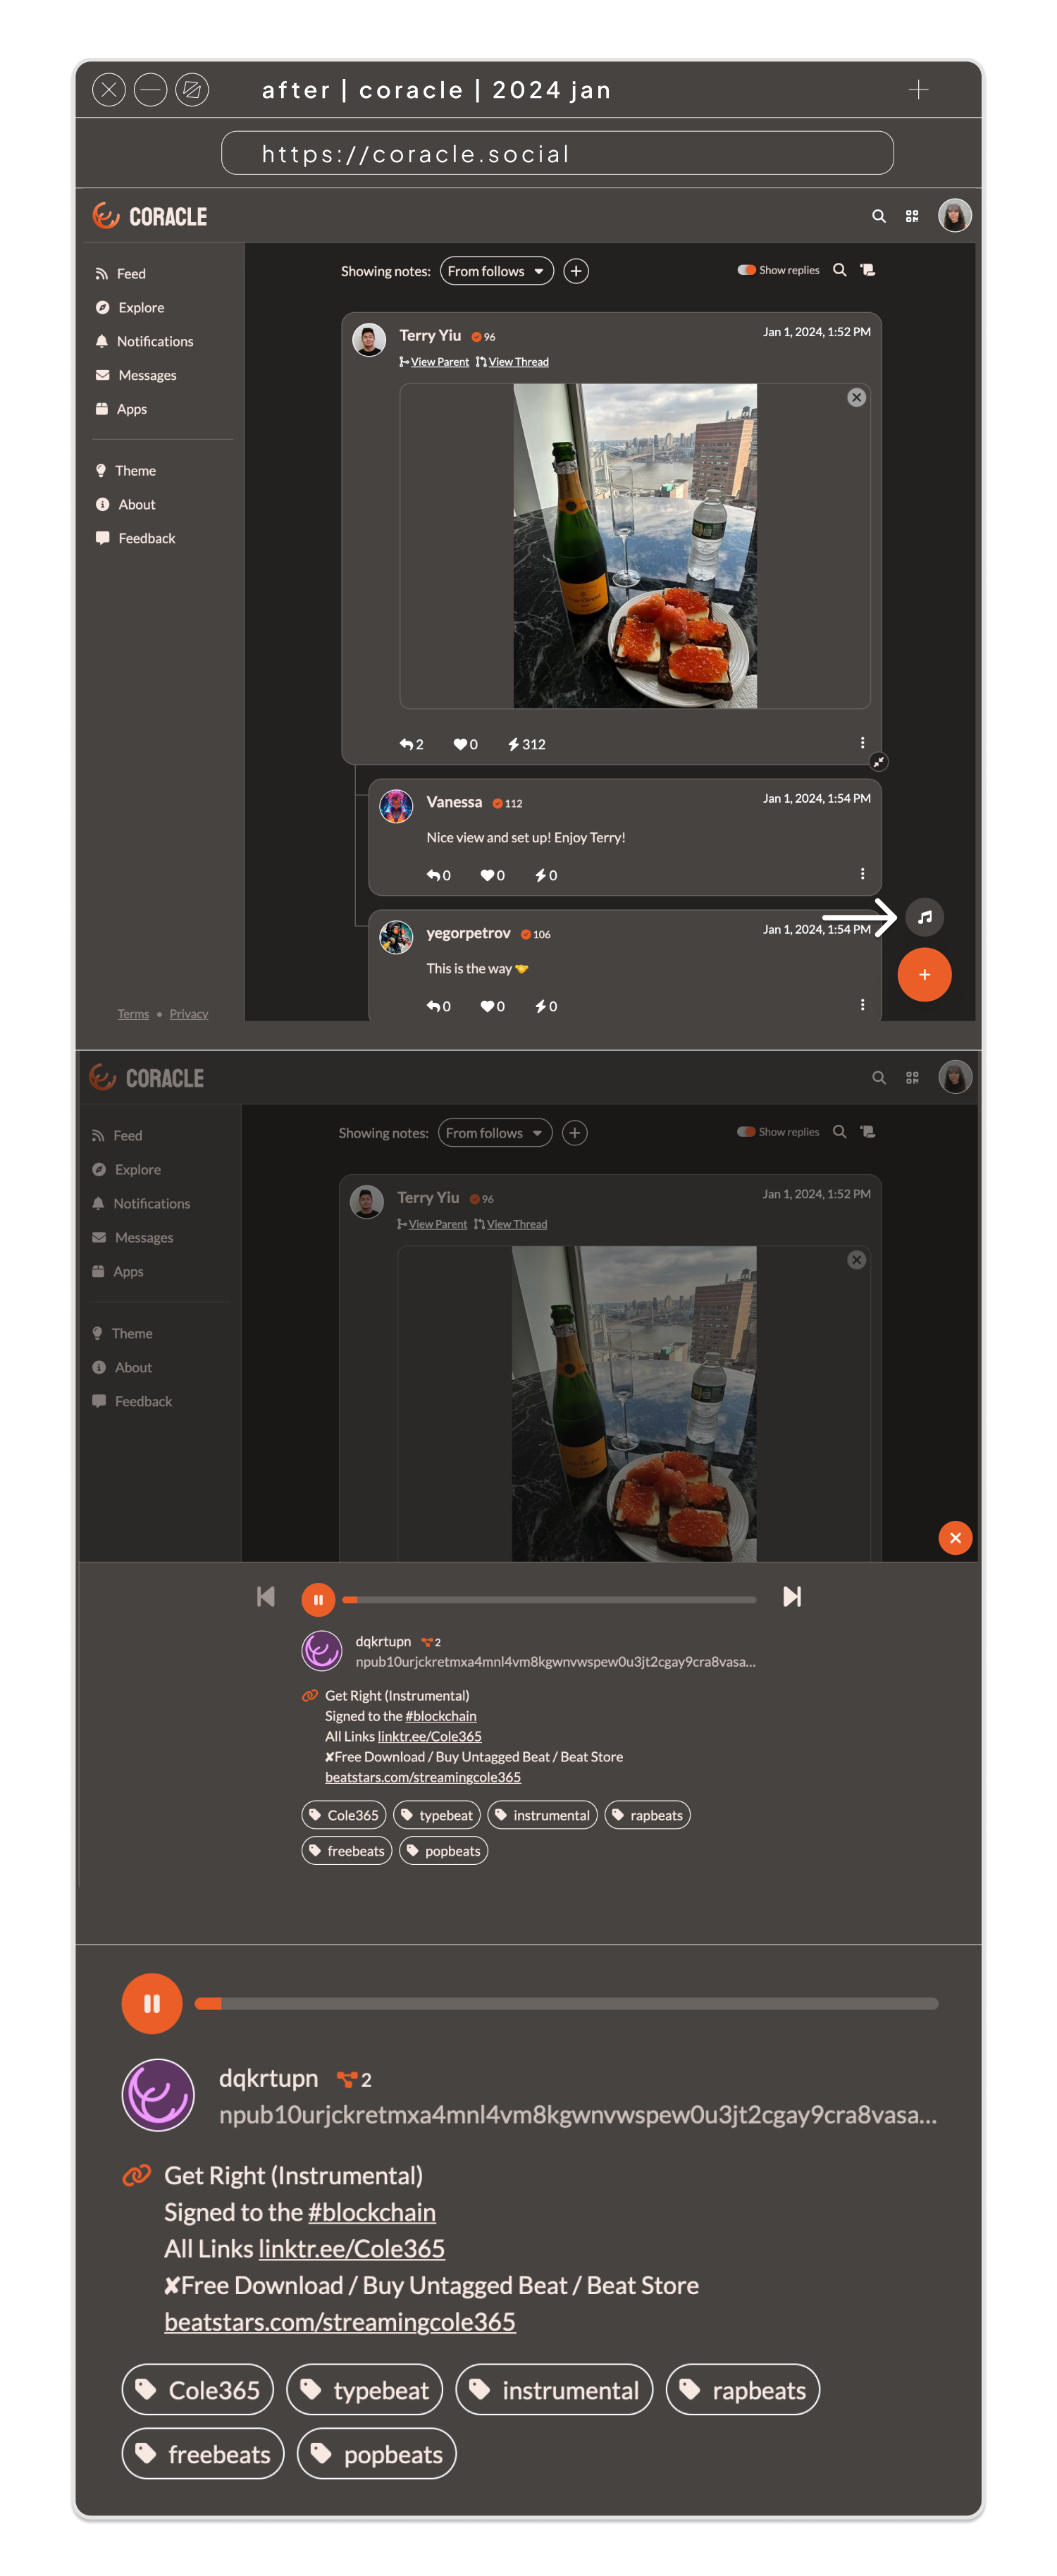 after | coracle | 2024 jan
https://coracle.social
CORACLE
Feed
Explore
Notifications
Messages
Apps
Theme
About
Feedback
Terms • Privacy
Showing notes: From follows
Show replies
Terry Yiu 96
Jan 1, 2024, 1:52 PM
View Parent View Thread
2 0 312
Vanessa 112
Jan 1, 2024, 1:54 PM
Nice view and set up! Enjoy Terry!
0 0 0
yegorpetrov 106
Jan 1, 2024, 1:54 PM
This is the way 🤝
0 0 0
CORACLE
Feed
Explore
Notifications
Messages
Apps
Theme
About
Feedback
Showing notes: From follows
Show replies
Terry Yiu 96
Jan 1, 2024, 1:52 PM
View Parent View Thread
dqkrtupn 2
npub10urjckretmxa4mnl4vm8kgwnvwspew0u3jt2cgay9cra8vasa...
Get Right (Instrumental)
Signed to the #blockchain
All Links linktr.ee/Cole365
✘Free Download / Buy Untagged Beat / Beat Store
beatstars.com/streamingcole365
Cole365 typebeat instrumental rapbeats
freebeats popbeats
dqkrtupn 2
npub10urjckretmxa4mnl4vm8kgwnvwspew0u3jt2cgay9cra8vasa...
Get Right (Instrumental)
Signed to the #blockchain
All Links linktr.ee/Cole365
✘Free Download / Buy Untagged Beat / Beat Store
beatstars.com/streamingcole365
Cole365 typebeat instrumental rapbeats
freebeats popbeats